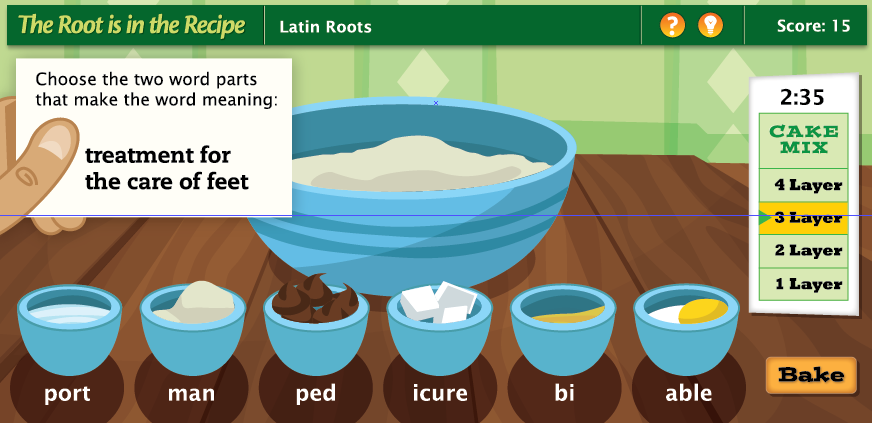 The Root is in the Recipe
Latin Roots
?
Score: 15
Choose the two word parts
that make the word meaning:
treatment for
the care of feet
2:35
CAKE
MIX
4 Layer
3 Layer
2 Layer
1 Layer
port
man
ped
icure
bi
able
Bake